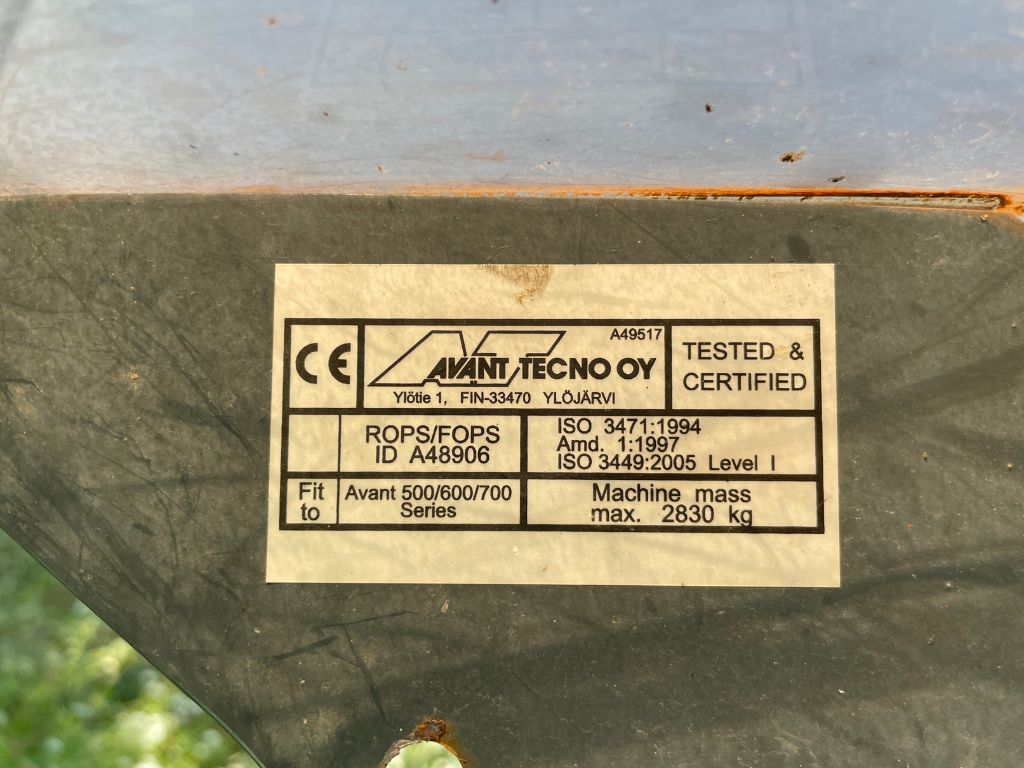 CE
A49517
AVANT TECNO OY
Ylötie 1, FIN-33470 YLÖJÄRVI
TESTED &
CERTIFIED
ROPS/FOPS
ID A48906
ISO 3471:1994
Amd. 1:1997
ISO 3449:2005 Level I
Fit
to
Avant 500/600/700
Series
Machine mass
max. 2830 kg